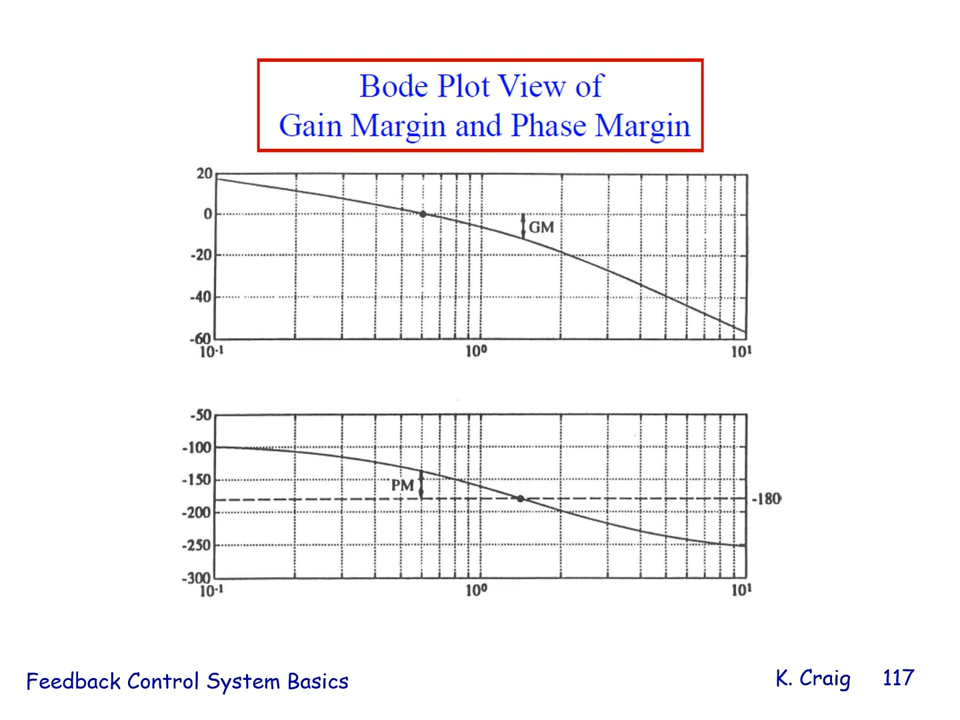 Bode Plot View of
Gain Margin and Phase Margin
20
0
GM
-20
-40
-60
10-1 10⁰ 10¹
-50
-100
-150
PM
-180
-200
-250
-300
10-1 10⁰ 10¹
Feedback Control System Basics
K. Craig 117